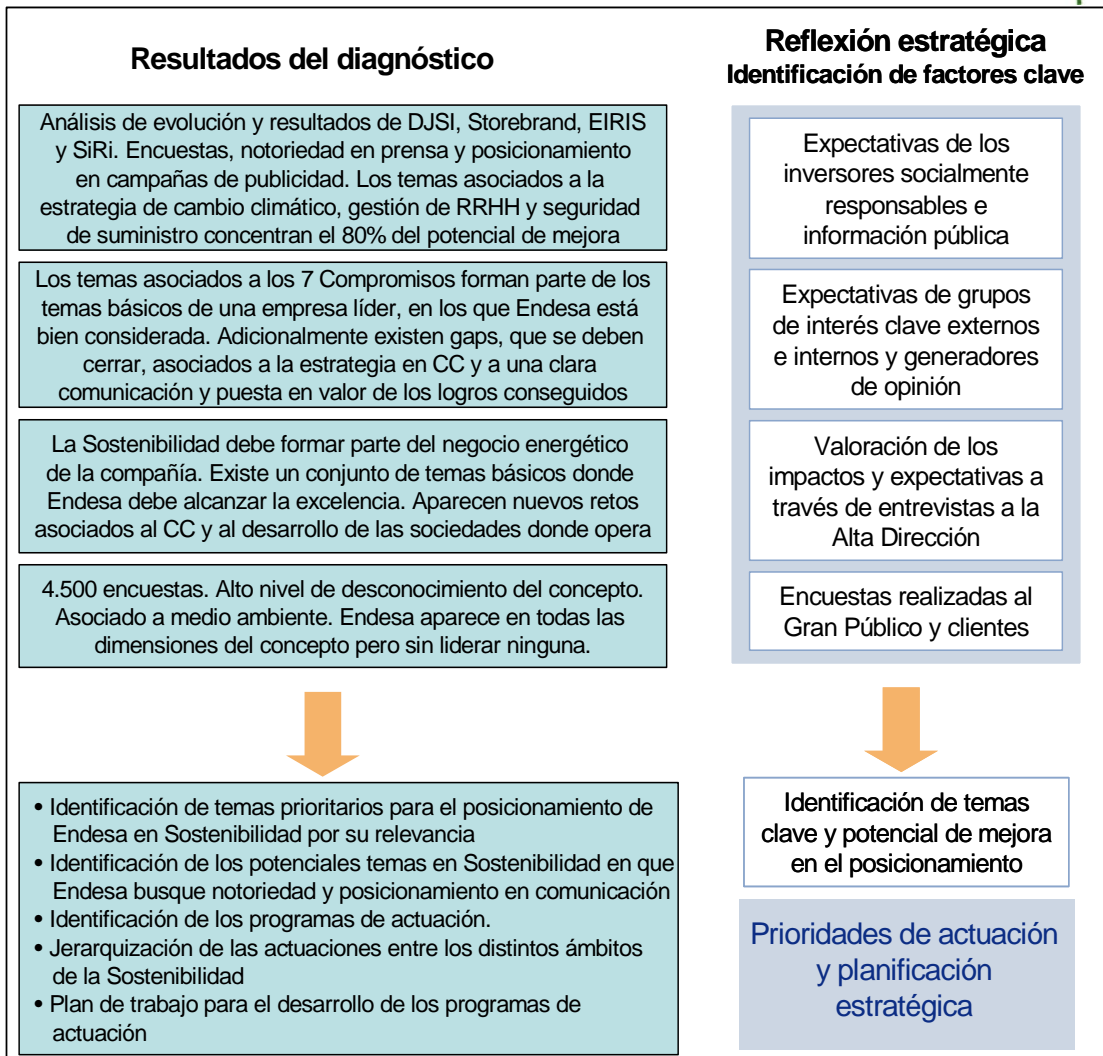 Resultados del diagnóstico
Análisis de evolución y resultados de DJSI, Storebrand, EIRIS
y SiRi. Encuestas, notoriedad en prensa y posicionamiento
en campañas de publicidad. Los temas asociados a la
estrategia de cambio climático, gestión de RRHH y seguridad
de suministro concentran el 80% del potencial de mejora
Los temas asociados a los 7 Compromisos forman parte de los
temas básicos de una empresa líder, en los que Endesa está
bien considerada. Adicionalmente existen gaps, que se deben
cerrar, asociados a la estrategia en CC y a una clara
comunicación y puesta en valor de los logros conseguidos
La Sostenibilidad debe formar parte del negocio energético
de la compañía. Existe un conjunto de temas básicos donde
Endesa debe alcanzar la excelencia. Aparecen nuevos retos
asociados al CC y al desarrollo de las sociedades donde opera
4.500 encuestas. Alto nivel de desconocimiento del concepto.
Asociado a medio ambiente. Endesa aparece en todas las
dimensiones del concepto pero sin liderar ninguna.
• Identificación de temas prioritarios para el posicionamiento de
Endesa en Sostenibilidad por su relevancia
• Identificación de los potenciales temas en Sostenibilidad en que
Endesa busque notoriedad y posicionamiento en comunicación
• Identificación de los programas de actuación.
• Jerarquización de las actuaciones entre los distintos ámbitos
de la Sostenibilidad
• Plan de trabajo para el desarrollo de los programas de
actuación
Reflexión estratégica
Identificación de factores clave
Expectativas de los
inversores socialmente
responsables e
información pública
Expectativas de grupos
de interés clave externos
e internos y generadores
de opinión
Valoración de los
impactos y expectativas a
través de entrevistas a la
Alta Dirección
Encuestas realizadas al
Gran Público y clientes
Identificación de temas
clave y potencial de mejora
en el posicionamiento
Prioridades de actuación
y planificación
estratégica